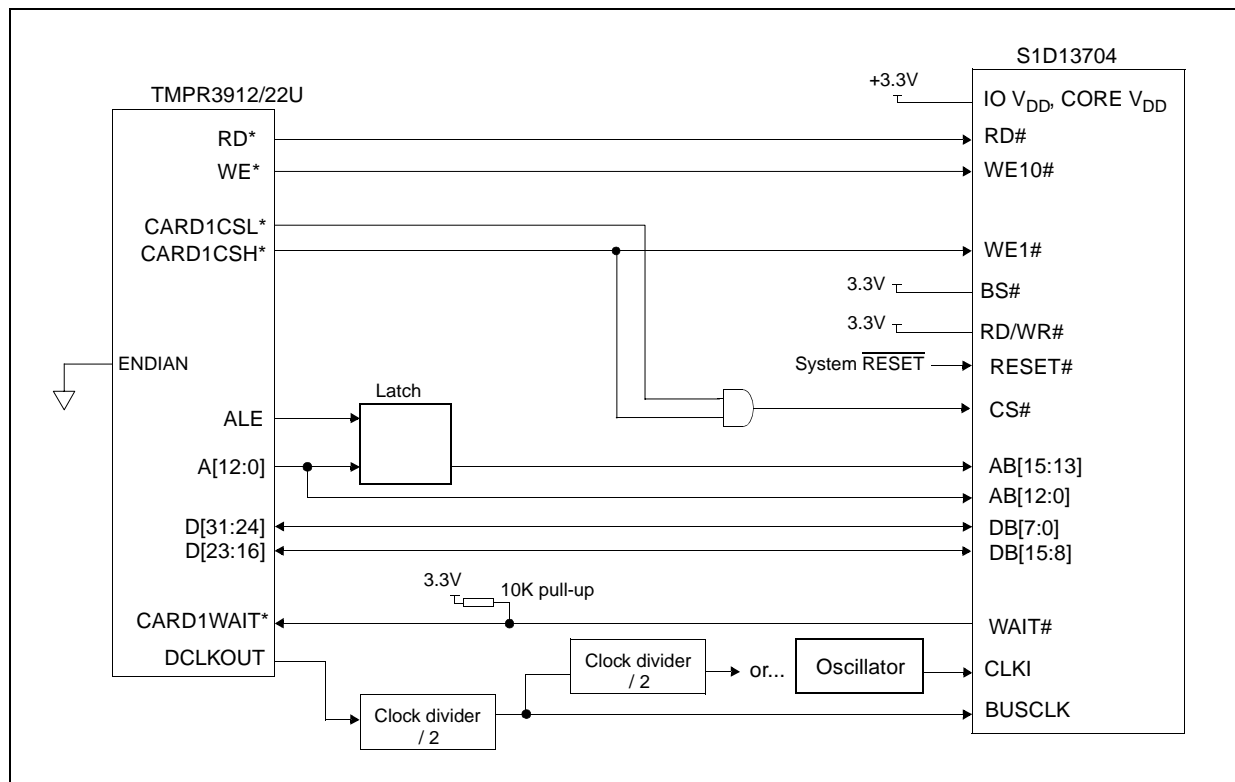 S1D13704
+3.3V
IO VDD, CORE VDD
TMPR3912/22U
RD*
RD#
WE*
WE10#
CARD1CSL*
CARD1CSH*
WE1#
3.3V
BS#
3.3V
RD/WR#
ENDIAN
System RESET
RESET#
Latch
ALE
CS#
A[12:0]
AB[15:13]
AB[12:0]
D[31:24]
DB[7:0]
D[23:16]
DB[15:8]
3.3V
10K pull-up
CARD1WAIT*
WAIT#
DCLKOUT
Clock divider
/ 2
or...
Oscillator
CLKI
Clock divider
/ 2
BUSCLK